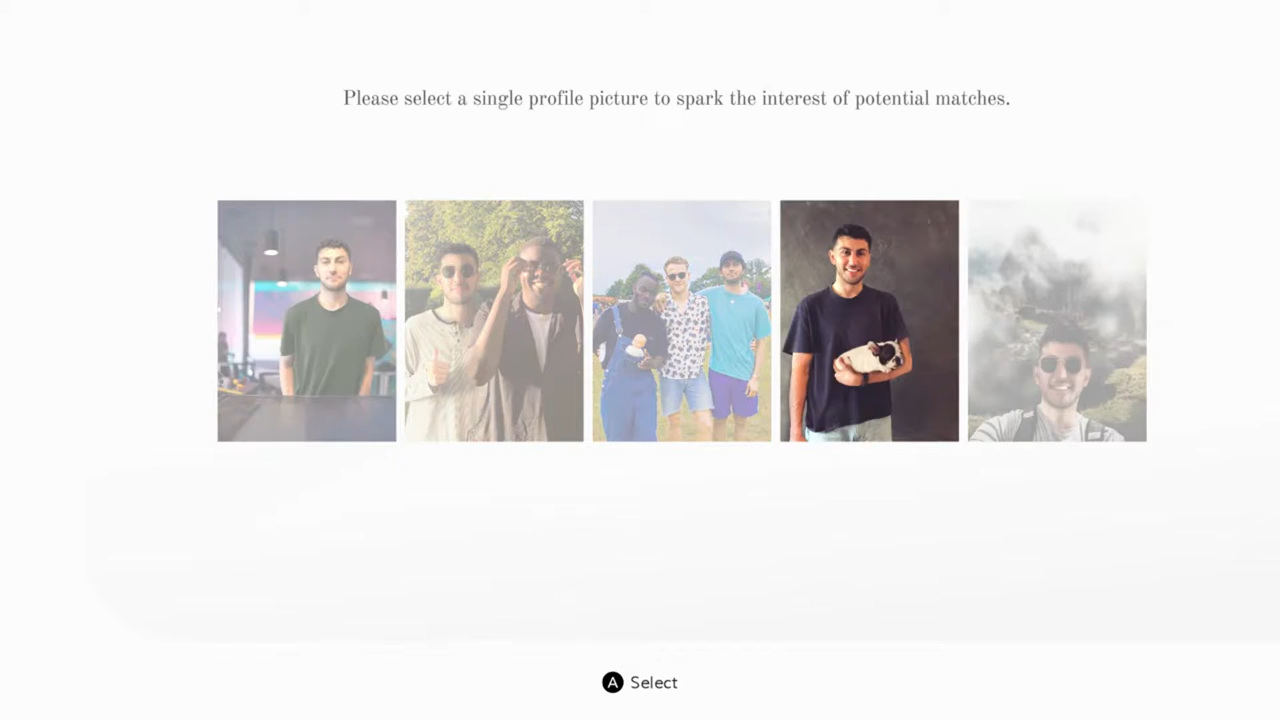 Please select a single profile picture to spark the interest of potential matches.
A Select